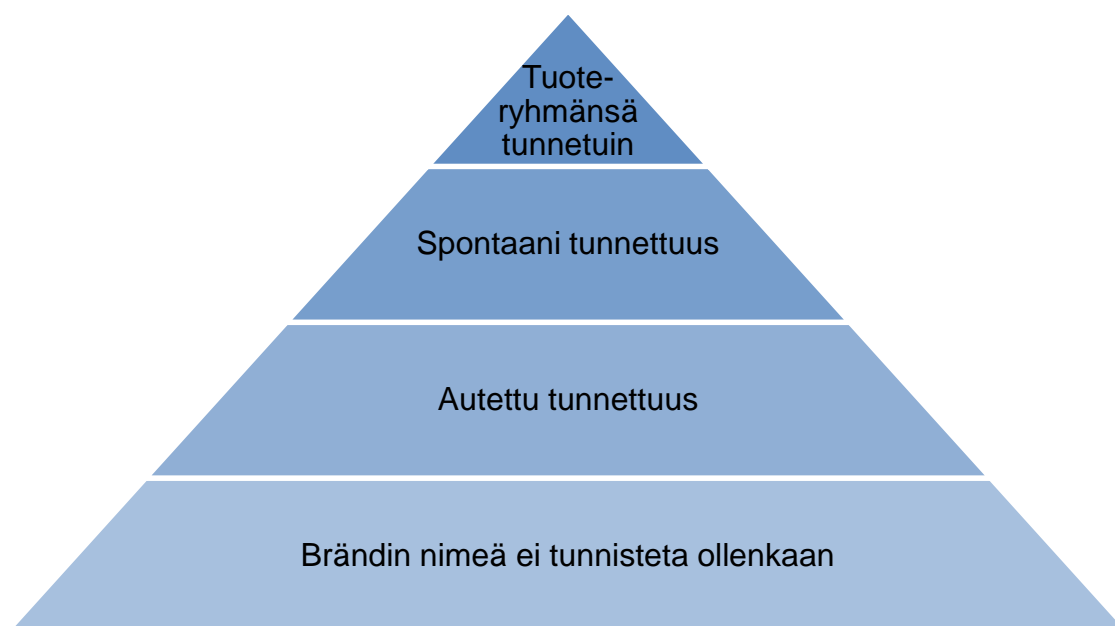 Tuote-
ryhmänsä
tunnetuin
Spontaani tunnettuus
Autettu tunnettuus
Brändin nimeä ei tunnisteta ollenkaan